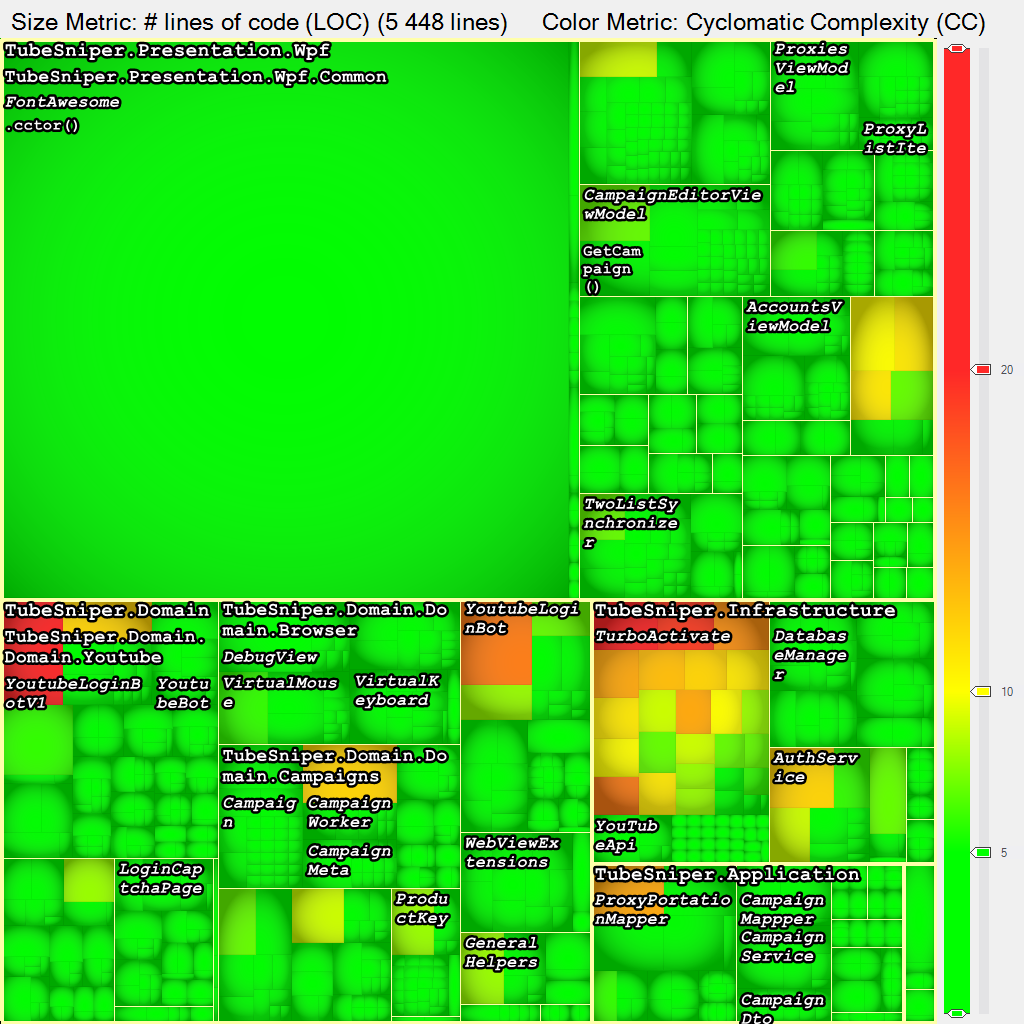 Size Metric: # lines of code (LOC) (5 448 lines) Color Metric: Cyclomatic Complexity (CC)
TubeSniper.Presentation.Wpf
TubeSniper.Presentation.Wpf.Common
FontAwesome
.cctor()
Proxies
ViewMod
el
ProxyL
istIte
CampaignEditorVie
wModel
GetCam
paign
()
AccountsV
iewModel
TwoListSy
nchronize
r
20
10
5
TubeSniper.Domain
TubeSniper.Domain.
Domain.Youtube
YoutubeLoginB
otV1
Youtu
beBot
TubeSniper.Domain.Do
main.Browser
DebugView
VirtualMous
e
VirtualK
eyboard
YoutubeLogi
nBot
TubeSniper.Domain.Do
main.Campaigns
Campaig
n
Campaign
Worker
Campaign
Meta
WebViewEx
tensions
LoginCap
tchaPage
Produ
ctKey
General
Helpers
TubeSniper.Infrastructure
TurboActivate
Databas
eManage
r
AuthServ
ice
YouTub
eApi
TubeSniper.Application
ProxyPortatio
nMapper
Campaign
Mappper
Campaign
Service
Campaign
Dto